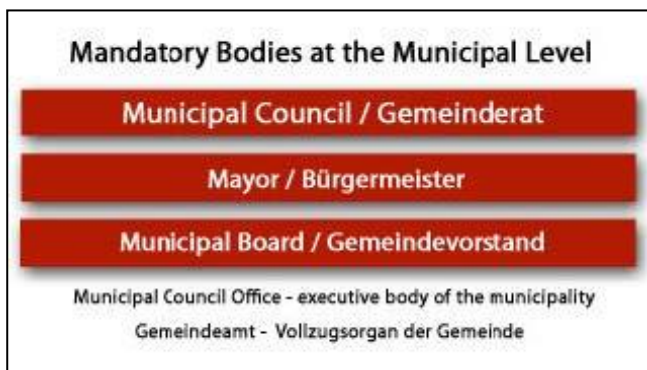 Mandatory Bodies at the Municipal Level
Municipal Council / Gemeinderat
Mayor / Bürgermeister
Municipal Board / Gemeindevorstand
Municipal Council Office - executive body of the municipality
Gemeindeamt - Vollzugsorgan der Gemeinde